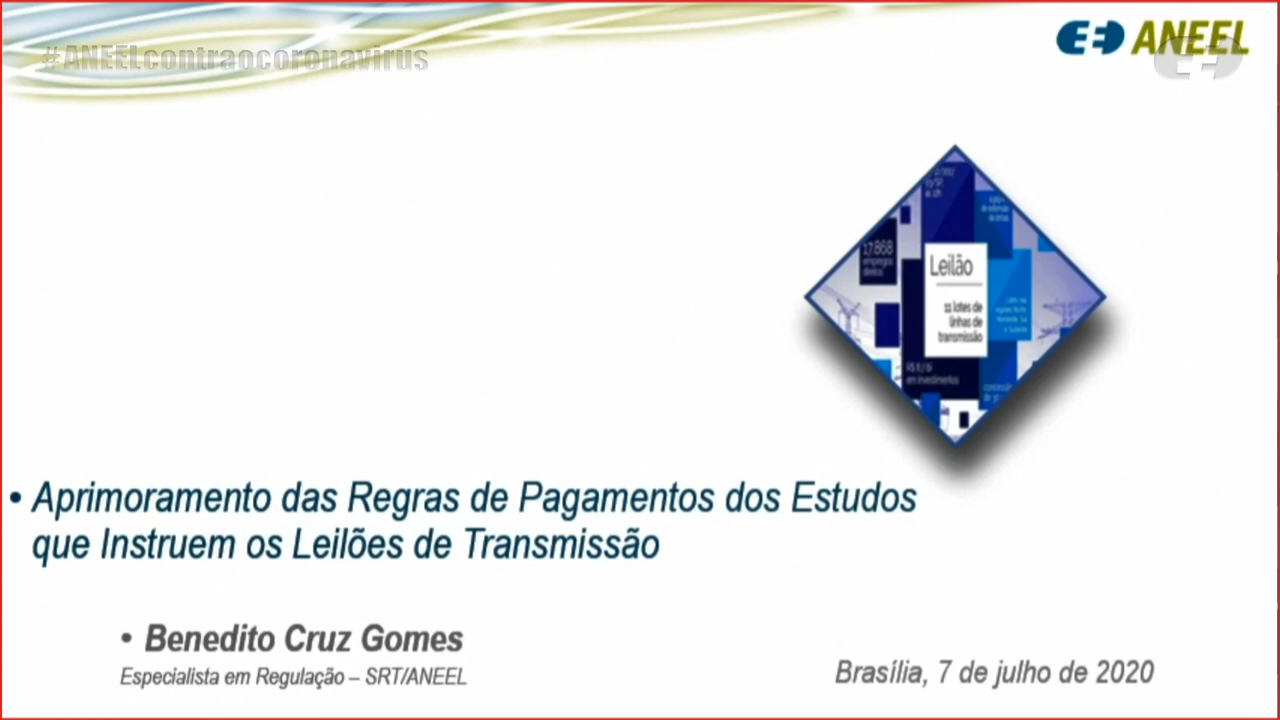 #ANEELcontraocoronavirus
ANEEL
17.868
empregos
diretos
Leilão
11 lotes de
linhas de
transmissão
em investimentos
• Aprimoramento das Regras de Pagamentos dos Estudos
que Instruem os Leilões de Transmissão
• Benedito Cruz Gomes
Especialista em Regulação – SRT/ANEEL
Brasília, 7 de julho de 2020